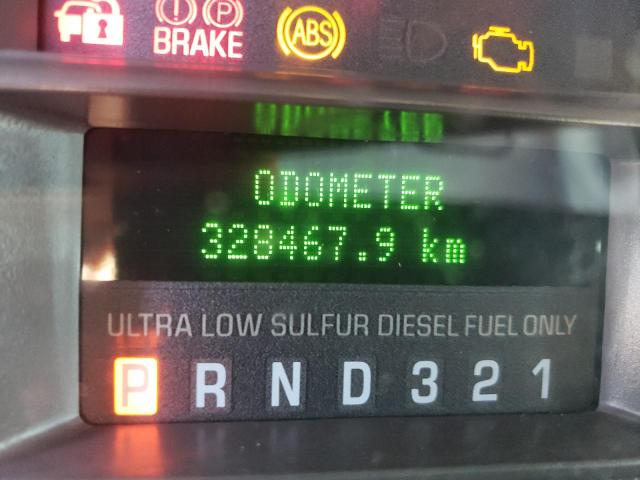 (!) (P)
BRAKE
ABS
ODOMETER
328467.9 km
ULTRA LOW SULFUR DIESEL FUEL ONLY
P R N D 3 2 1